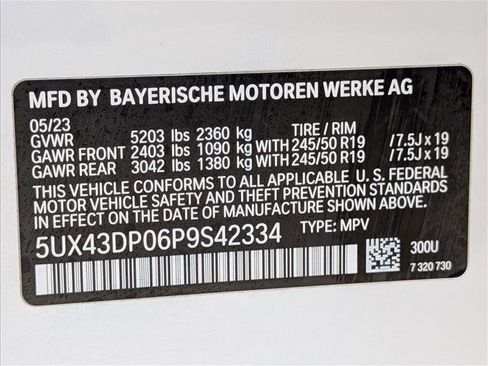 MFD BY BAYERISCHE MOTOREN WERKE AG
05/23
GVWR 5203 lbs 2360 kg TIRE / RIM
GAWR FRONT 2403 lbs 1090 kg WITH 245/50 R19 /7.5J x 19
GAWR REAR 3042 lbs 1380 kg WITH 245/50 R19 /7.5J x 19
THIS VEHICLE CONFORMS TO ALL APPLICABLE U.S. FEDERAL
MOTOR VEHICLE SAFETY, BUMPER, AND THEFT PREVENTION
STANDARDS IN EFFECT ON THE DATE OF MANUFACTURE SHOWN ABOVE.
5UX43DP06P9S42334 TYPE: MPV
300U
7 320 730